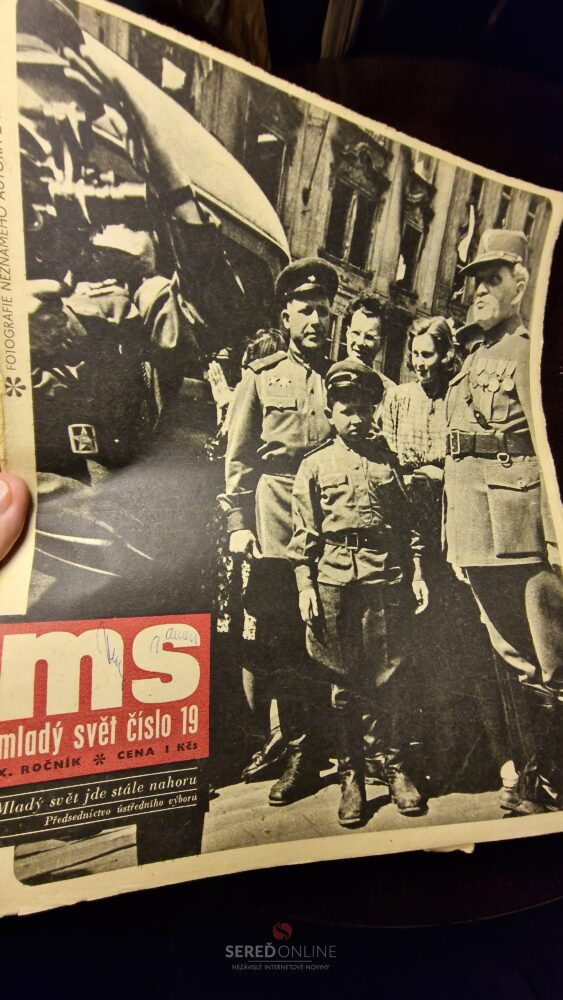 FOTOGRAFIE NEZNÁMÉHO AUTORA
ms
mladý svět číslo 19
X. ROČNÍK * CENA 1 Kčs
Mladý svět jde stále nahoru
Předsednictvo ústředního výboru
SEREĎONLINE
NEZÁVISLÉ INTERNETOVÉ NOVINY